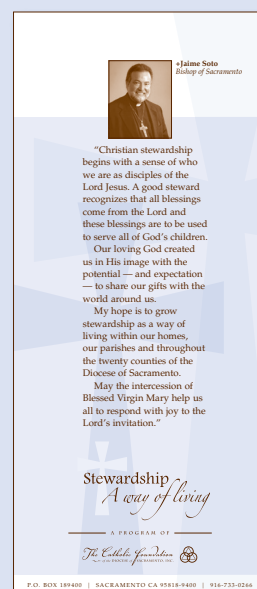 +Jaime Soto
Bishop of Sacramento
“Christian stewardship
begins with a sense of who
we are as disciples of the
Lord Jesus. A good steward
recognizes that all blessings
come from the Lord and
these blessings are to be used
to serve all of God’s children.
Our loving God created
us in His image with the
potential — and expectation
— to share our gifts with the
world around us.
My hope is to grow
stewardship as a way of
living within our homes,
our parishes and throughout
the twenty counties of the
Diocese of Sacramento.
May the intercession of
Blessed Virgin Mary help us
all to respond with joy to the
Lord’s invitation.”
Stewardship
A way of living
A PROGRAM OF
The Catholic Foundation
of the DIOCESE of SACRAMENTO, INC.
P.O. BOX 189400 | SACRAMENTO CA 95818-9400 | 916-733-0266